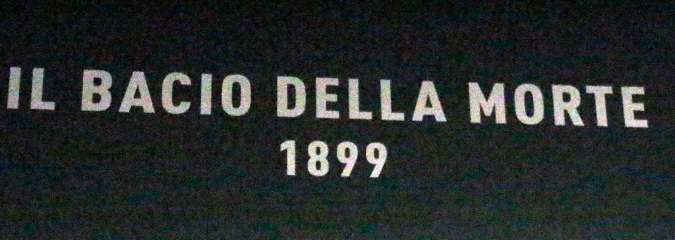 IL BACIO DELLA MORTE
1899